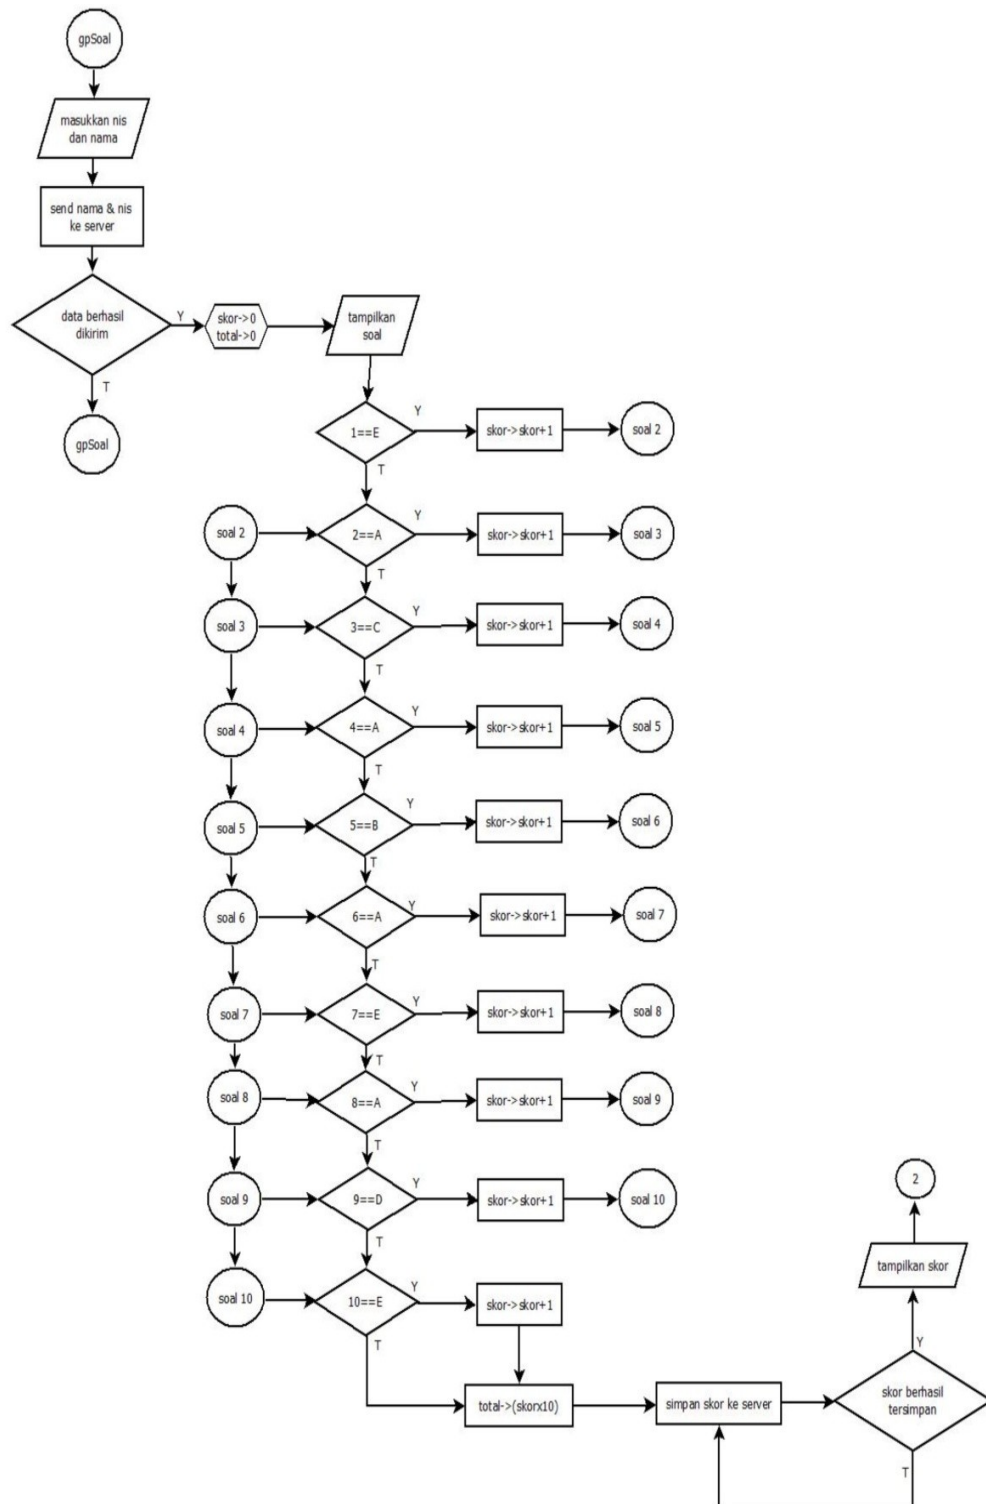 gpSoal
masukkan nis
dan nama
send nama & nis
ke server
data berhasil
dikirim
Y
skor->0
total->0
tampilkan
soal
T
gpSoal
1==E
Y
skor->skor+1
soal 2
T
soal 2
2==A
Y
skor->skor+1
soal 3
T
soal 3
3==C
Y
skor->skor+1
soal 4
T
soal 4
4==A
Y
skor->skor+1
soal 5
T
soal 5
5==B
Y
skor->skor+1
soal 6
T
soal 6
6==A
Y
skor->skor+1
soal 7
T
soal 7
7==E
Y
skor->skor+1
soal 8
T
soal 8
8==A
Y
skor->skor+1
soal 9
T
soal 9
9==D
Y
skor->skor+1
soal 10
T
soal 10
10==E
Y
skor->skor+1
T
total->(skorx10)
simpan skor ke server
skor berhasil
tersimpan
Y
tampilkan skor
2
T